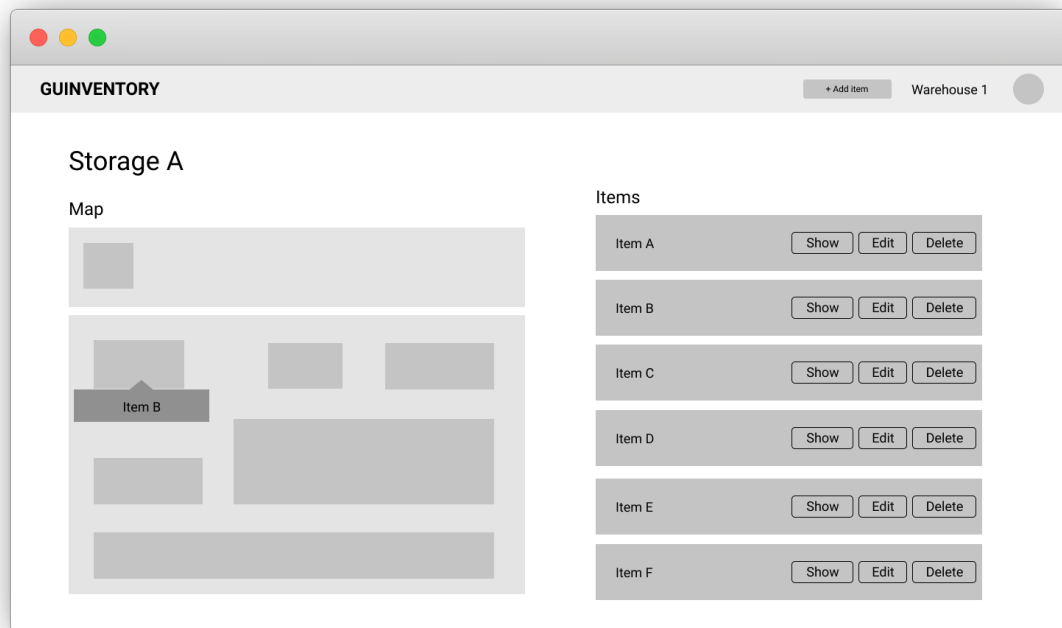 GUINVENTORY
+ Add item
Warehouse 1
Storage A
Map
Item B
Items
Item A Show Edit Delete
Item B Show Edit Delete
Item C Show Edit Delete
Item D Show Edit Delete
Item E Show Edit Delete
Item F Show Edit Delete